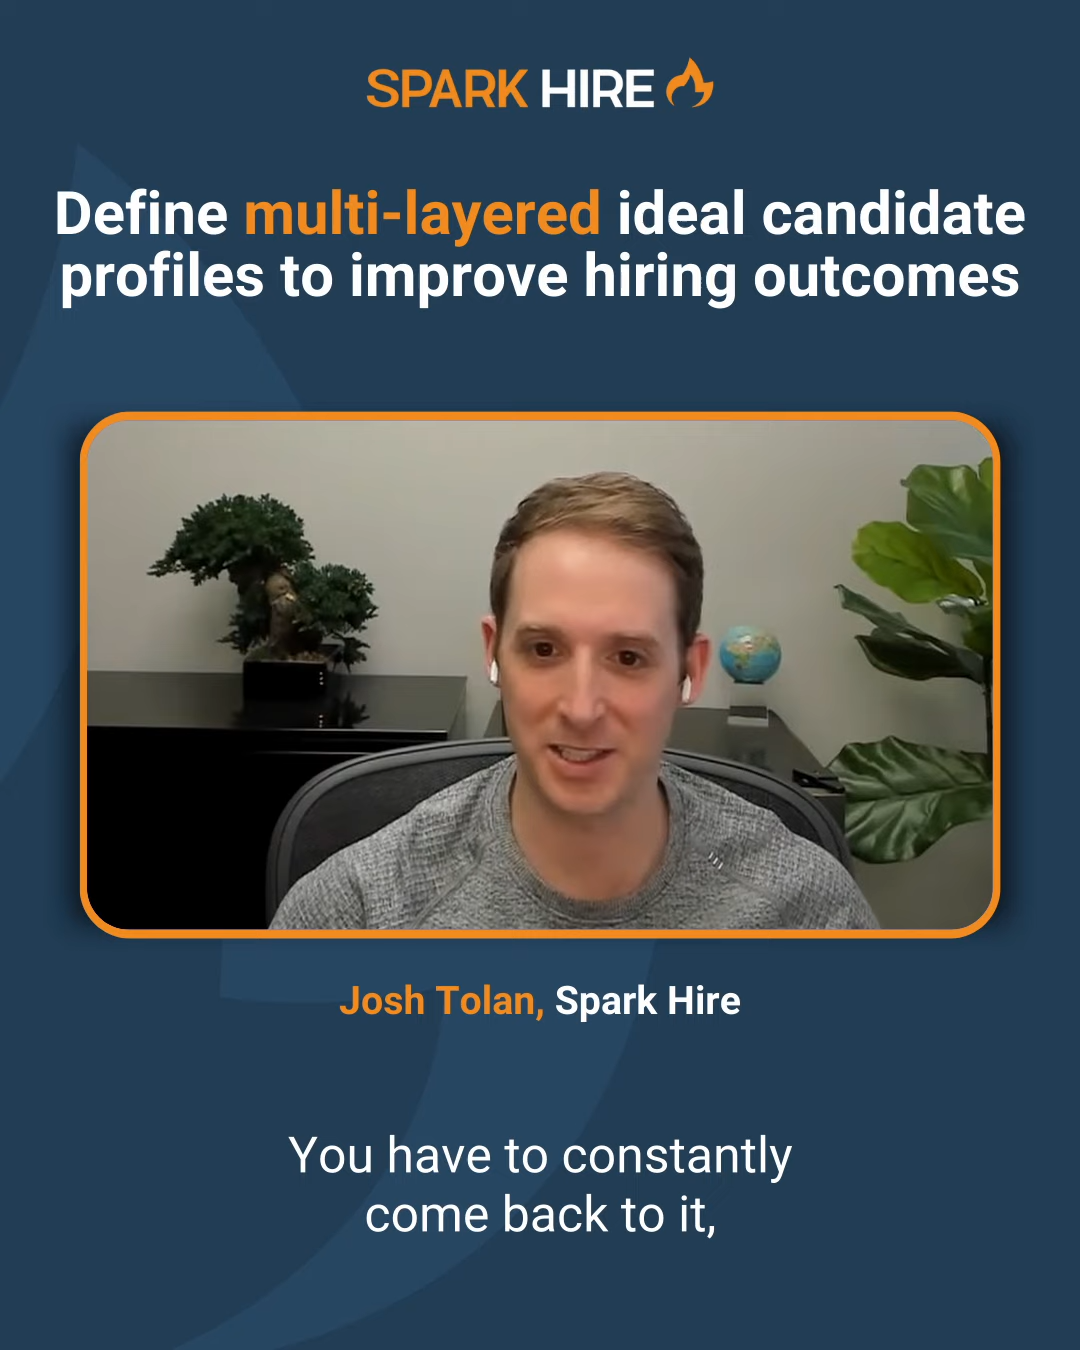 SPARK HIRE
Define multi-layered ideal candidate
profiles to improve hiring outcomes
Josh Tolan, Spark Hire
You have to constantly
come back to it,